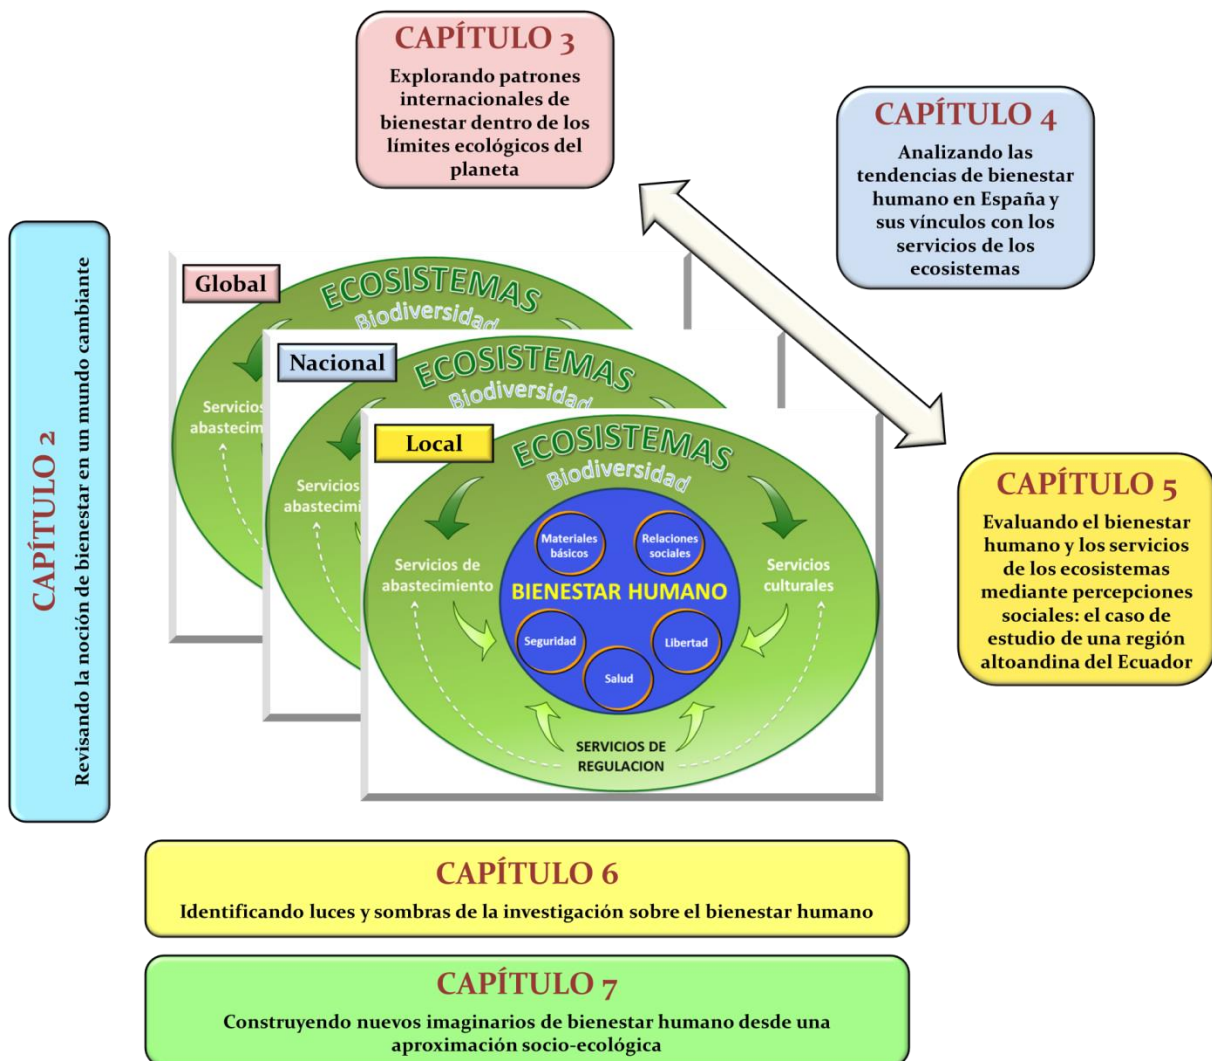 CAPÍTULO 3
Explorando patrones
internacionales de
bienestar dentro de los
límites ecológicos del
planeta
CAPÍTULO 4
Analizando las
tendencias de bienestar
humano en España y
sus vínculos con los
servicios de los
ecosistemas
CAPÍTULO 2
Revisando la noción de bienestar en un mundo cambiante
Global
ECOSISTEMAS
Biodiversidad
Servicios
abastecim
Nacional
ECOSISTEMAS
Biodiversidad
Servicios
abastecim
Local
ECOSISTEMAS
Biodiversidad
Materiales
básicos
Relaciones
sociales
Servicios de
abastecimiento
BIENESTAR HUMANO
Servicios
culturales
Seguridad
Libertad
Salud
SERVICIOS DE
REGULACION
CAPÍTULO 5
Evaluando el bienestar
humano y los servicios
de los ecosistemas
mediante percepciones
sociales: el caso de
estudio de una región
altoandina del Ecuador
CAPÍTULO 6
Identificando luces y sombras de la investigación sobre el bienestar humano
CAPÍTULO 7
Construyendo nuevos imaginarios de bienestar humano desde una
aproximación socio-ecológica